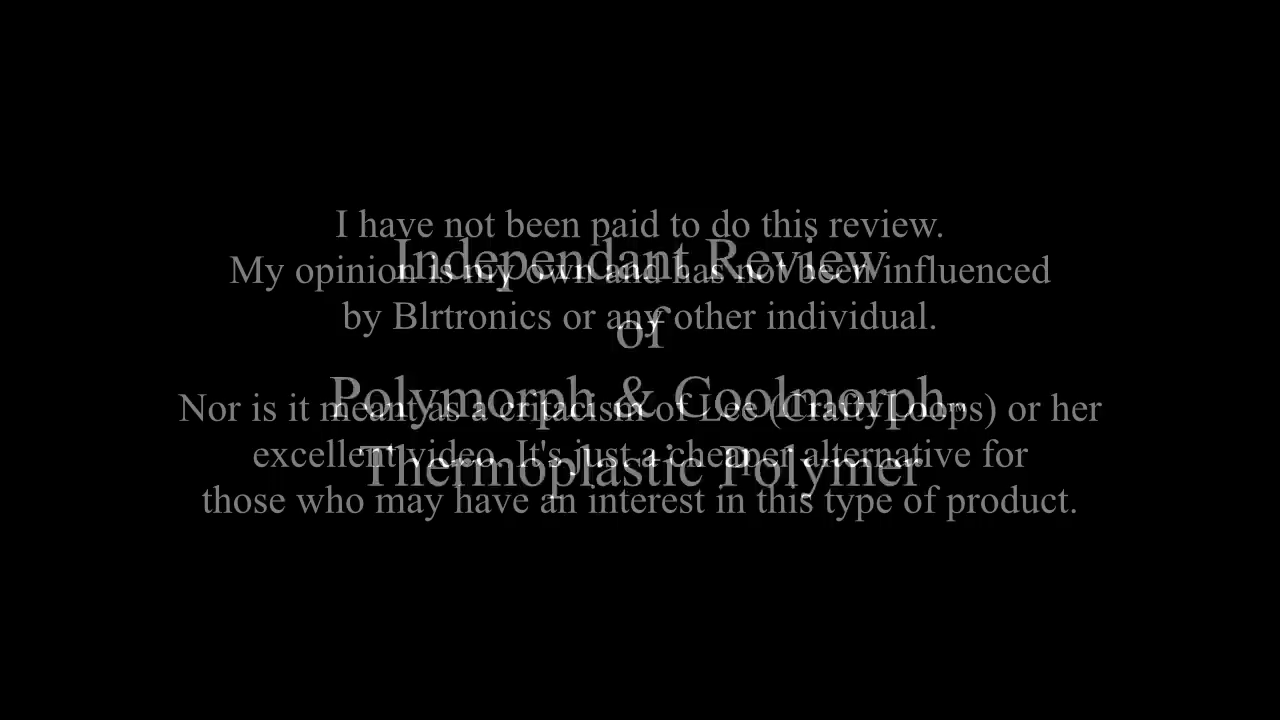 Independant Review
of
Polymorph & Coolmorph
Thermoplastic Polymer
I have not been paid to do this review.
My opinion is my own and has not been influenced
by Blrtronics or any other individual.
Nor is it meant as a critacism of Lee (CraftyLoops) or her
excellent video. It's just a cheaper alternative for
those who may have an interest in this type of product.